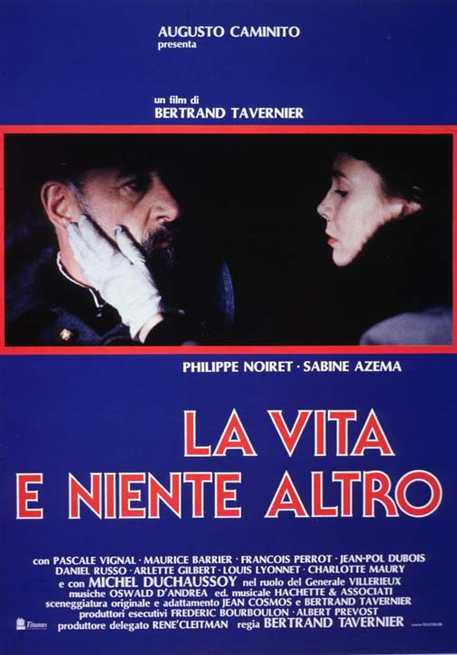 AUGUSTO CAMINITO
presenta
un film di
BERTRAND TAVERNIER
PHILIPPE NOIRET · SABINE AZEMA
LA VITA
E NIENTE ALTRO
con PASCALE VIGNAL · MAURICE BARRIER · FRANCOIS PERROT · JEAN-POL DUBOIS
DANIEL RUSSO · ARLETTE GILBERT · LOUIS LYONNET · CHARLOTTE MAURY
e con MICHEL DUCHAUSSOY nel ruolo del Generale VILLERIEUX
musiche OSWALD D'ANDREA ed. musicale HACHETTE & ASSOCIATI
sceneggiatura originale e adattamento JEAN COSMOS e BERTRAND TAVERNIER
produttori esecutivi FREDERIC BOURBOULON · ALBERT PREVOST
produttore delegato RENE'CLEITMAN regia BERTRAND TAVERNIER
Titanus